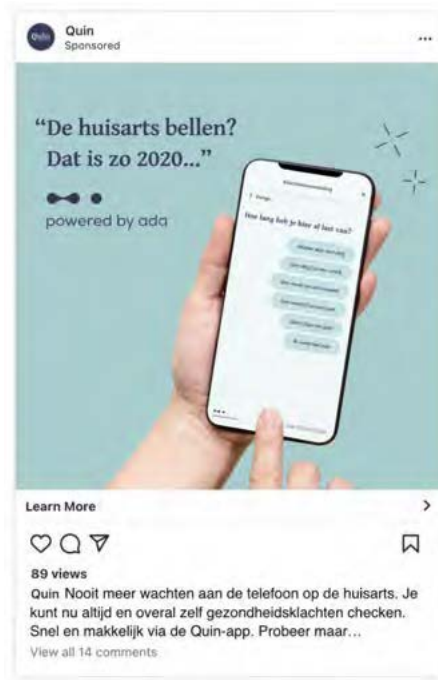 Quin
Quin
Sponsored
“De huisarts bellen?
Dat is zo 2020...”
powered by ada
Hoe lang heb je hier al last van?
Learn More
89 views
Quin Nooit meer wachten aan de telefoon op de huisarts. Je
kunt nu altijd en overal zelf gezondheidsklachten checken.
Snel en makkelijk via de Quin-app. Probeer maar...
View all 14 comments